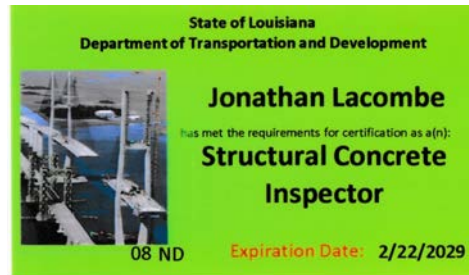 State of Louisiana
Department of Transportation and Development
Jonathan Lacombe
has met the requirements for certification as a(n):
Structural Concrete
Inspector
08 ND
Expiration Date: 2/22/2029